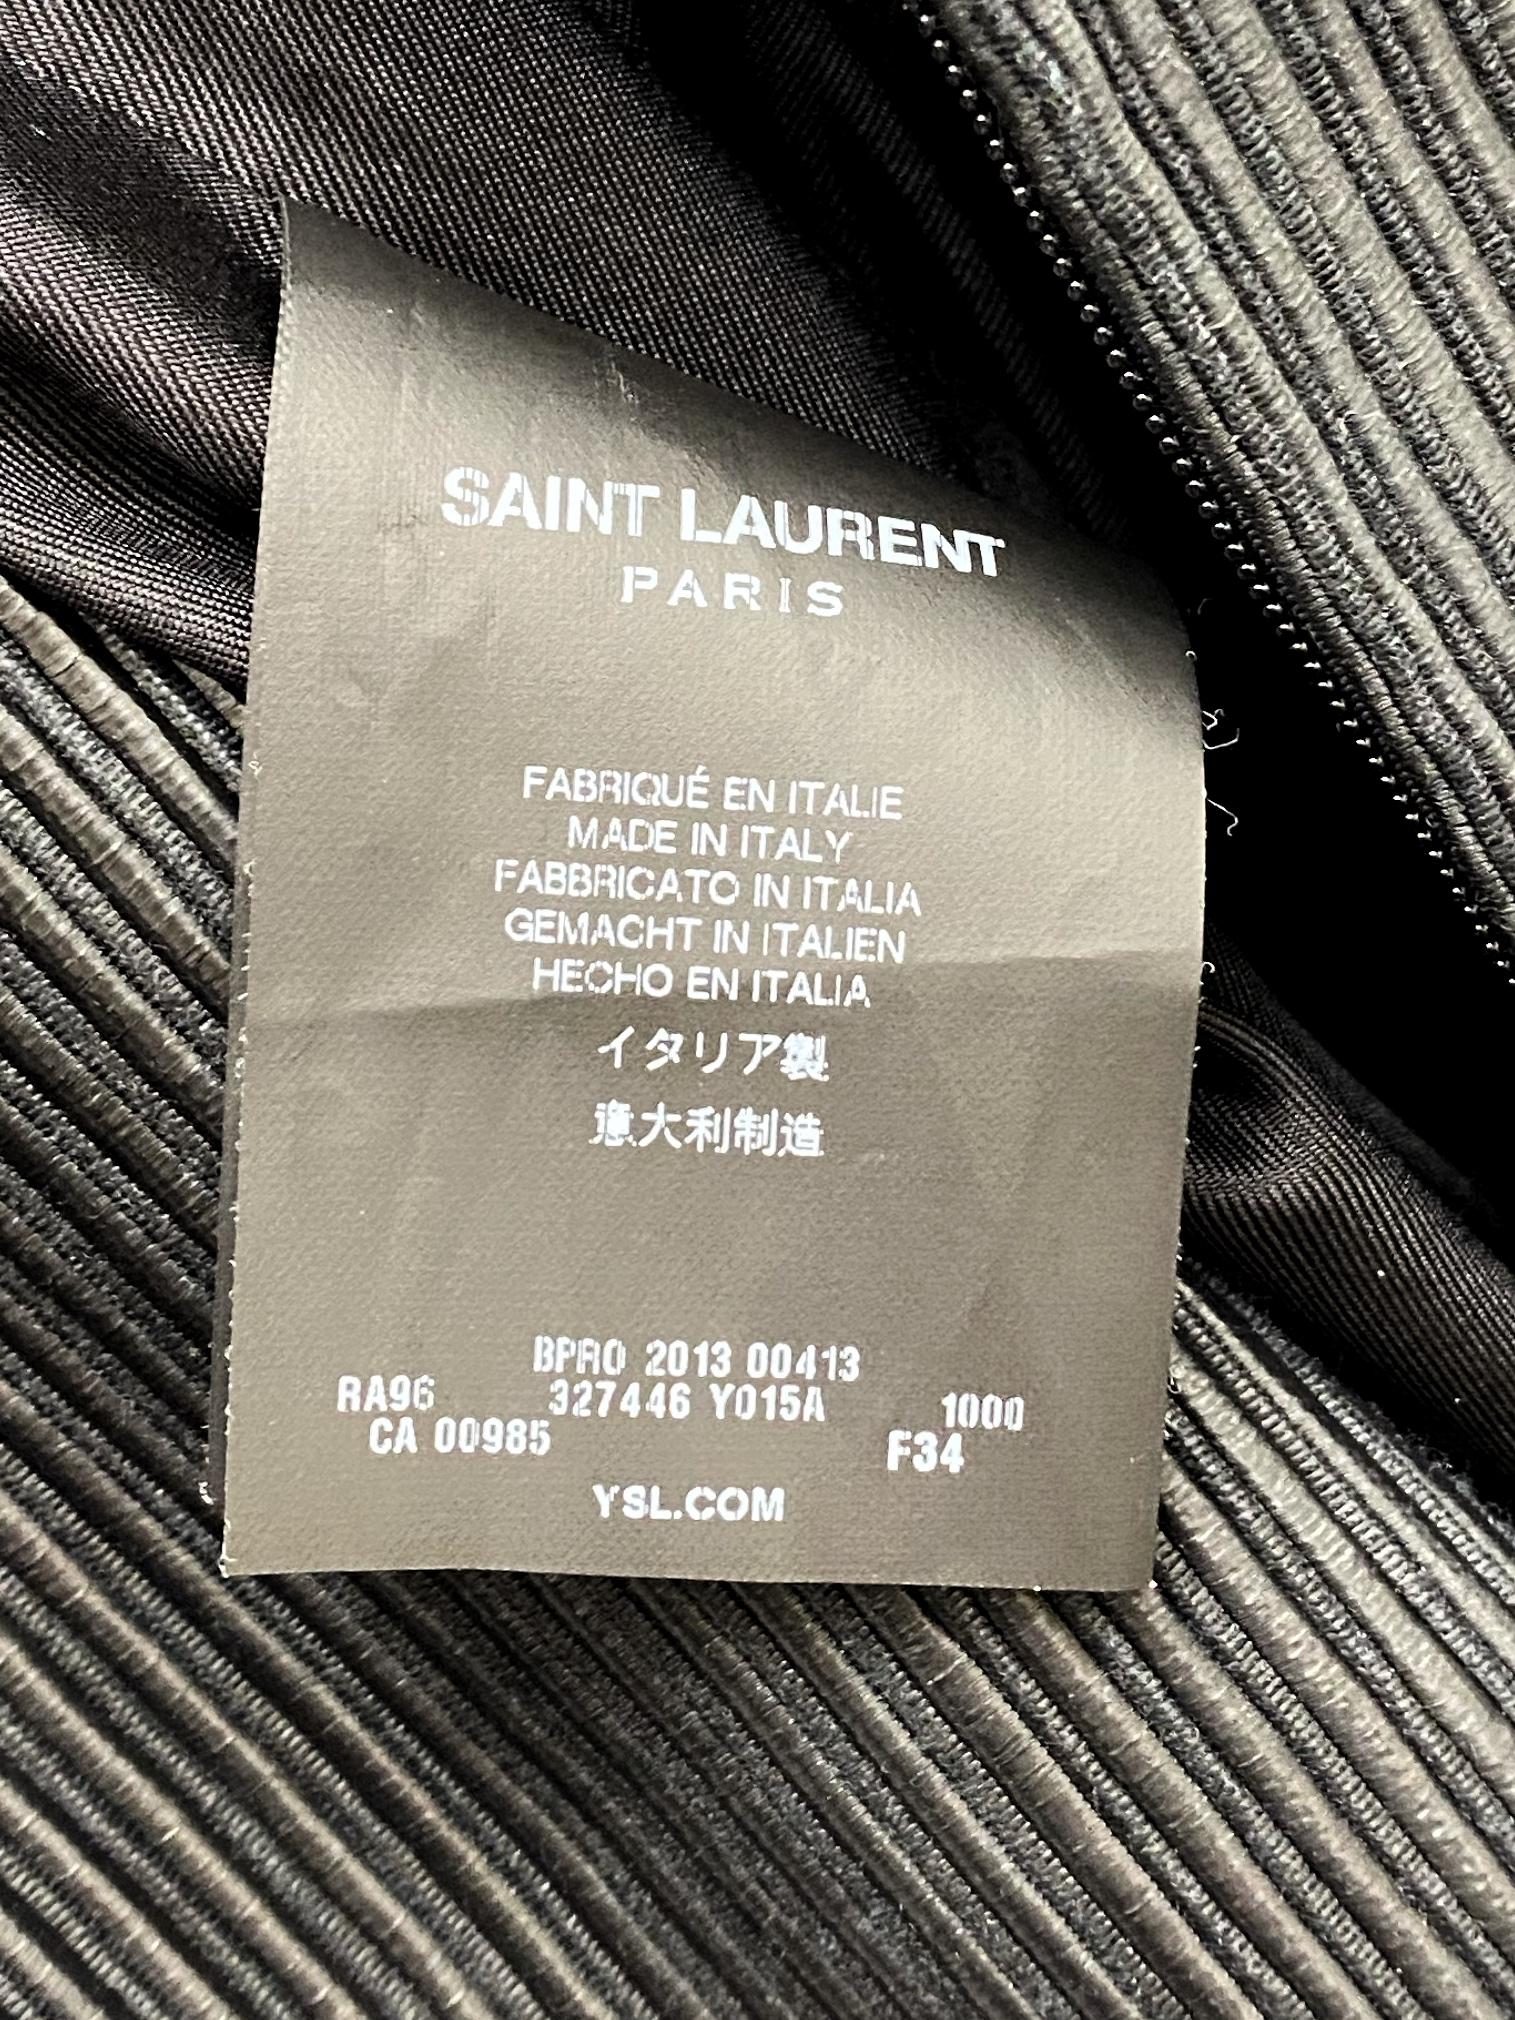 SAINT LAURENT
PARIS
FABRIQUÉ EN ITALIE
MADE IN ITALY
FABBRICATO IN ITALIA
GEMACHT IN ITALIEN
HECHO EN ITALIA
イタリア製
意大利制造
BPRO 2013 00413
RA96 327446 Y015A 1000
CA 00985 F34
YSL.COM